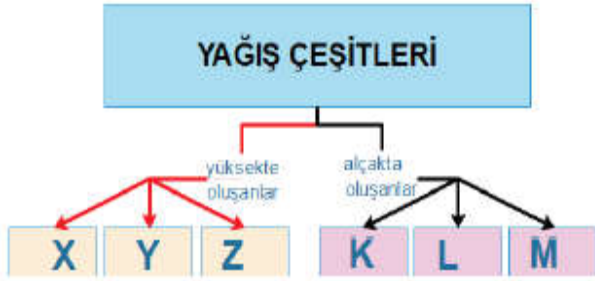 YAĞIŞ ÇEŞİTLERİ
yüksekte
oluşanlar
alçakta
oluşanlar
X Y Z K L M